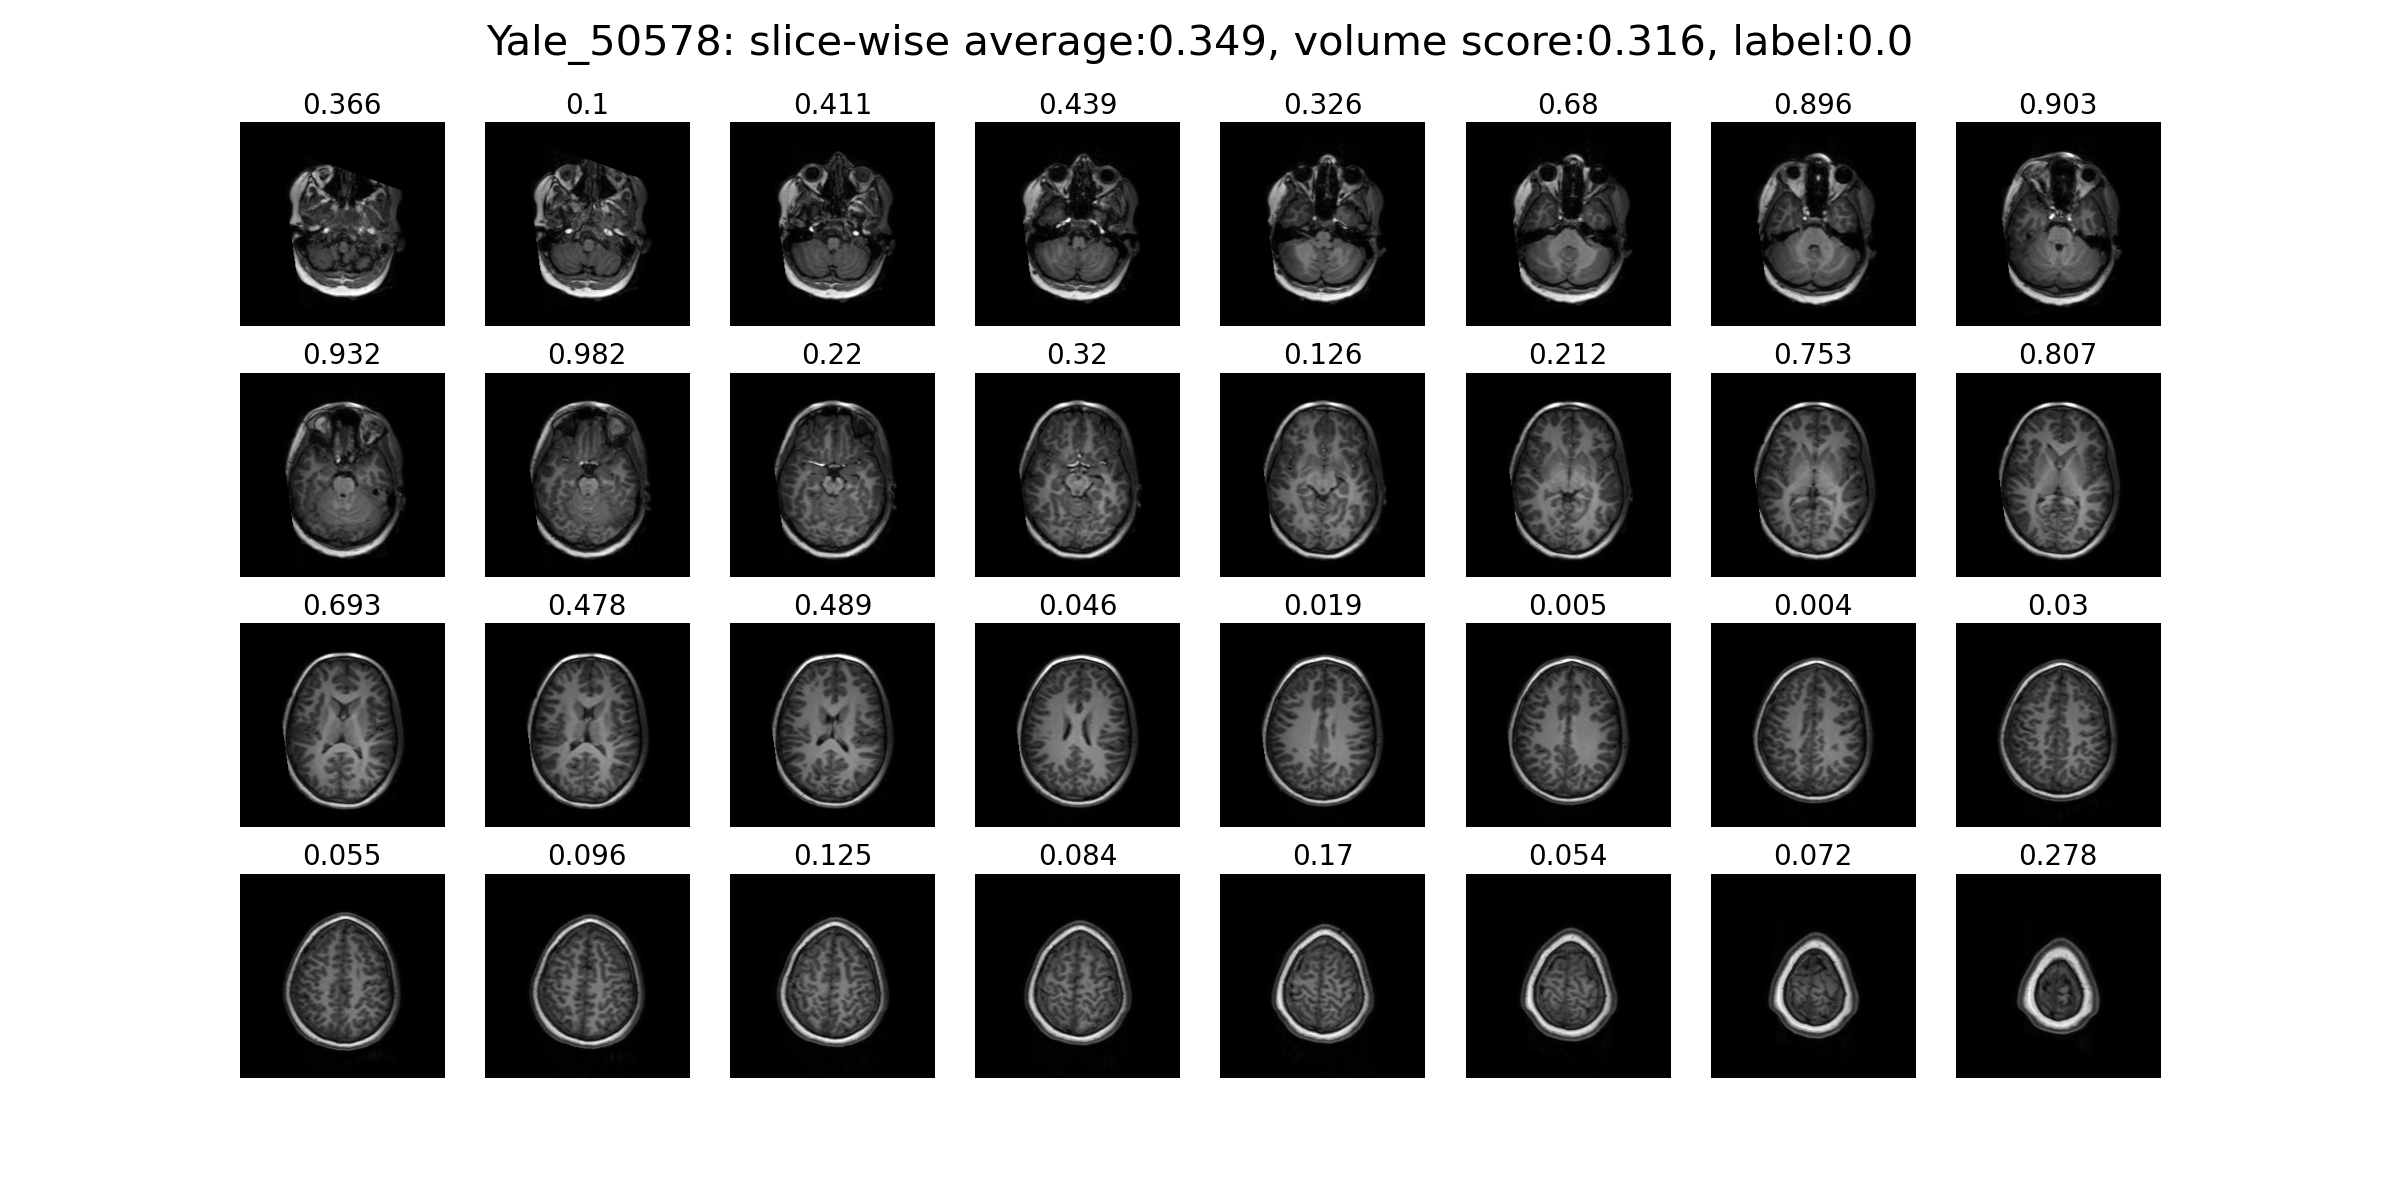 Yale_50578: slice-wise average:0.349, volume score:0.316, label:0.0
0.366 0.1 0.411 0.439 0.326 0.68 0.896 0.903
0.932 0.982 0.22 0.32 0.126 0.212 0.753 0.807
0.693 0.478 0.489 0.046 0.019 0.005 0.004 0.03
0.055 0.096 0.125 0.084 0.17 0.054 0.072 0.278